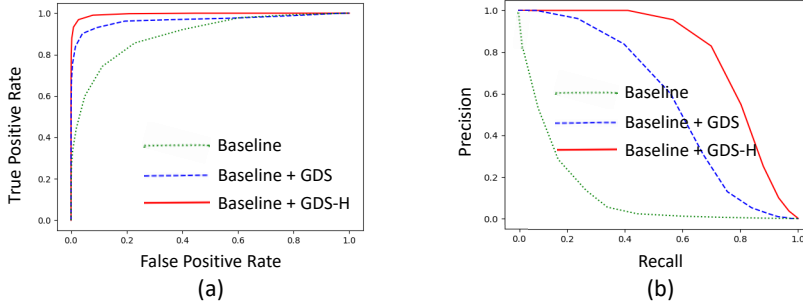 1.0
0.8
0.6
0.4
0.2
0.0
True Positive Rate
Baseline
Baseline + GDS
Baseline + GDS-H
0.0 0.2 0.4 0.6 0.8 1.0
False Positive Rate
(a)
1.0
0.8
0.6
0.4
0.2
0.0
Precision
Baseline
Baseline + GDS
Baseline + GDS-H
0.0 0.2 0.4 0.6 0.8 1.0
Recall
(b)